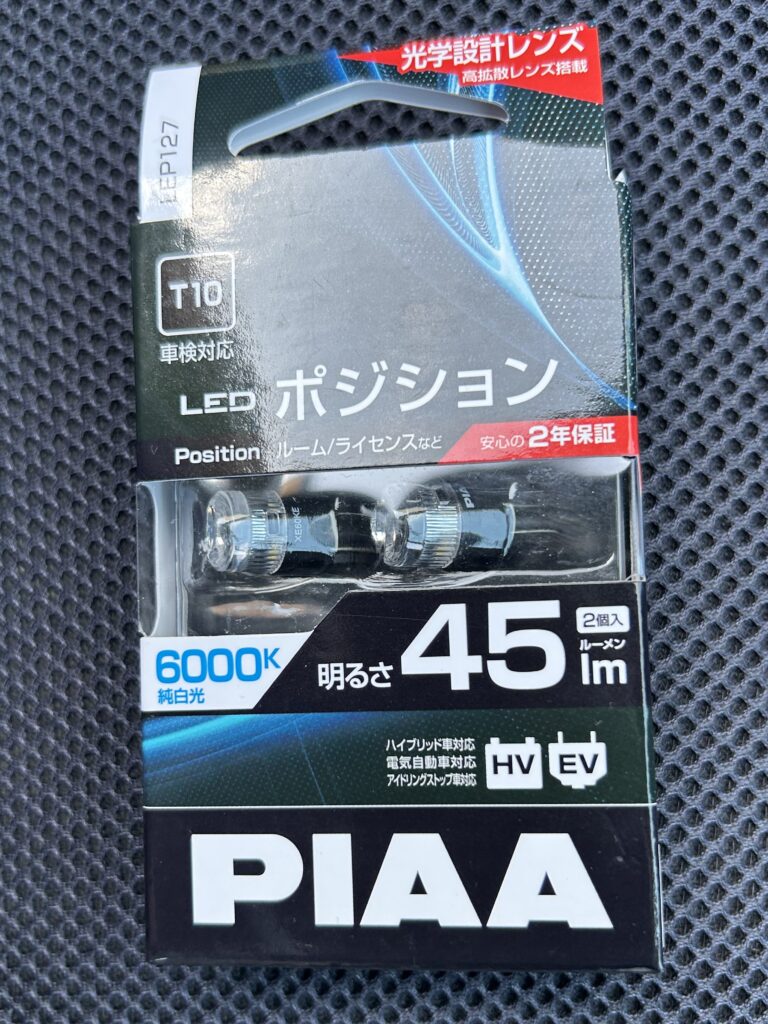 光学設計レンズ
高拡散レンズ搭載
LEP127
T10
車検対応
LED ポジション
Position ルーム/ライセンスなど 安心の2年保証
XE60KE
PIAA
6000K
純白光
明るさ 45 lm
2個入
ルーメン
ハイブリッド車対応
電気自動車対応
アイドリングストップ車対応
HV EV
PIAA